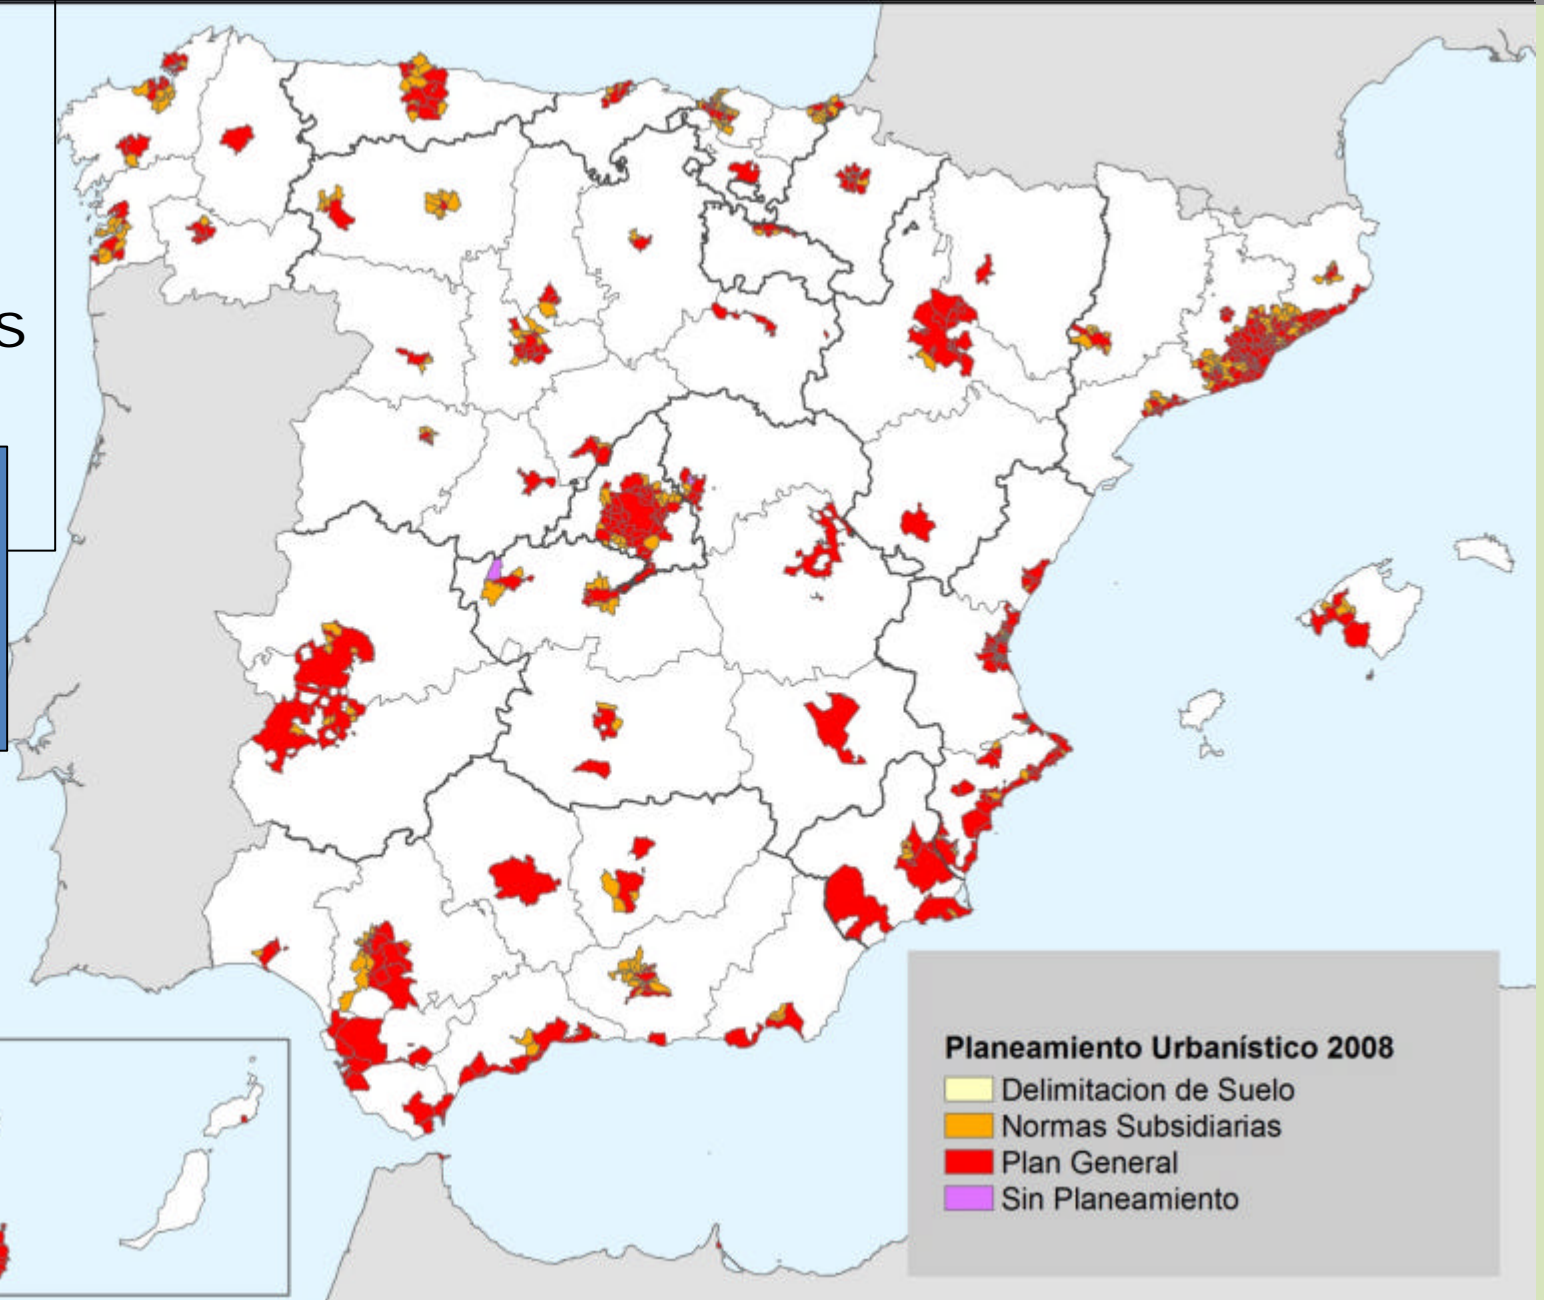 S
Planeamiento Urbanístico 2008
Delimitacion de Suelo
Normas Subsidiarias
Plan General
Sin Planeamiento